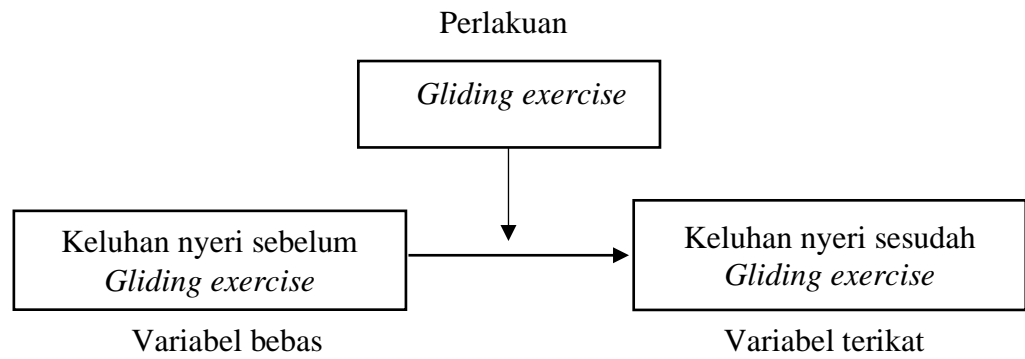 Perlakuan
Gliding exercise
Keluhan nyeri sebelum
Gliding exercise
Keluhan nyeri sesudah
Gliding exercise
Variabel bebas
Variabel terikat